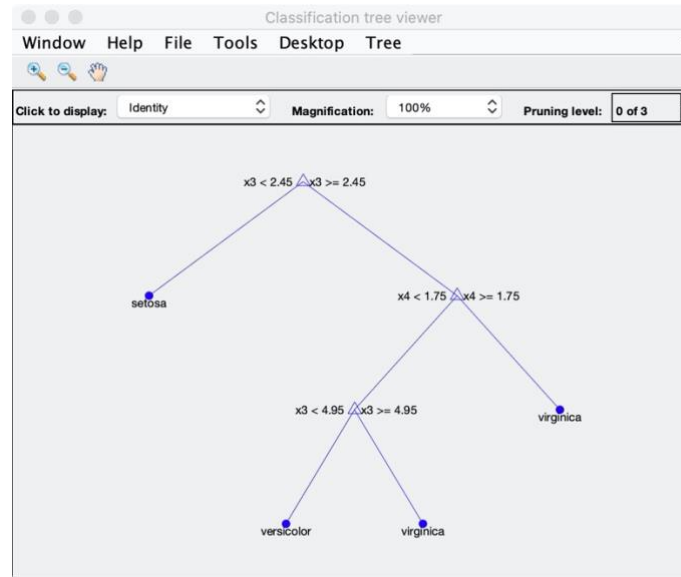 Classification tree viewer
Window Help File Tools Desktop Tree
Click to display: Identity Magnification: 100% Pruning level: 0 of 3
x3 < 2.45 x3 >= 2.45
setosa
x4 < 1.75 x4 >= 1.75
x3 < 4.95 x3 >= 4.95
virginica
versicolor
virginica